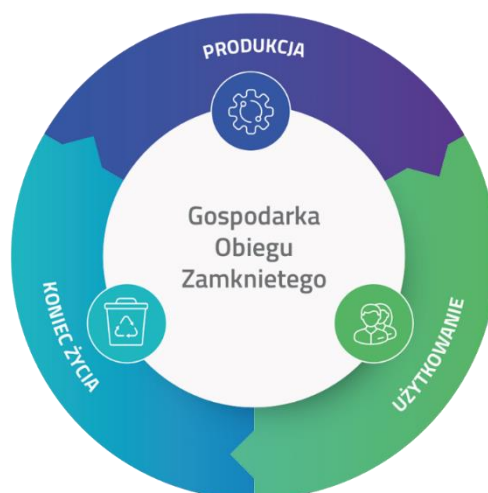 PRODUKCJA
Gospodarka
Obiegu
Zamknietego
KONIEC ŻYCIA
UŻYTKOWANIE